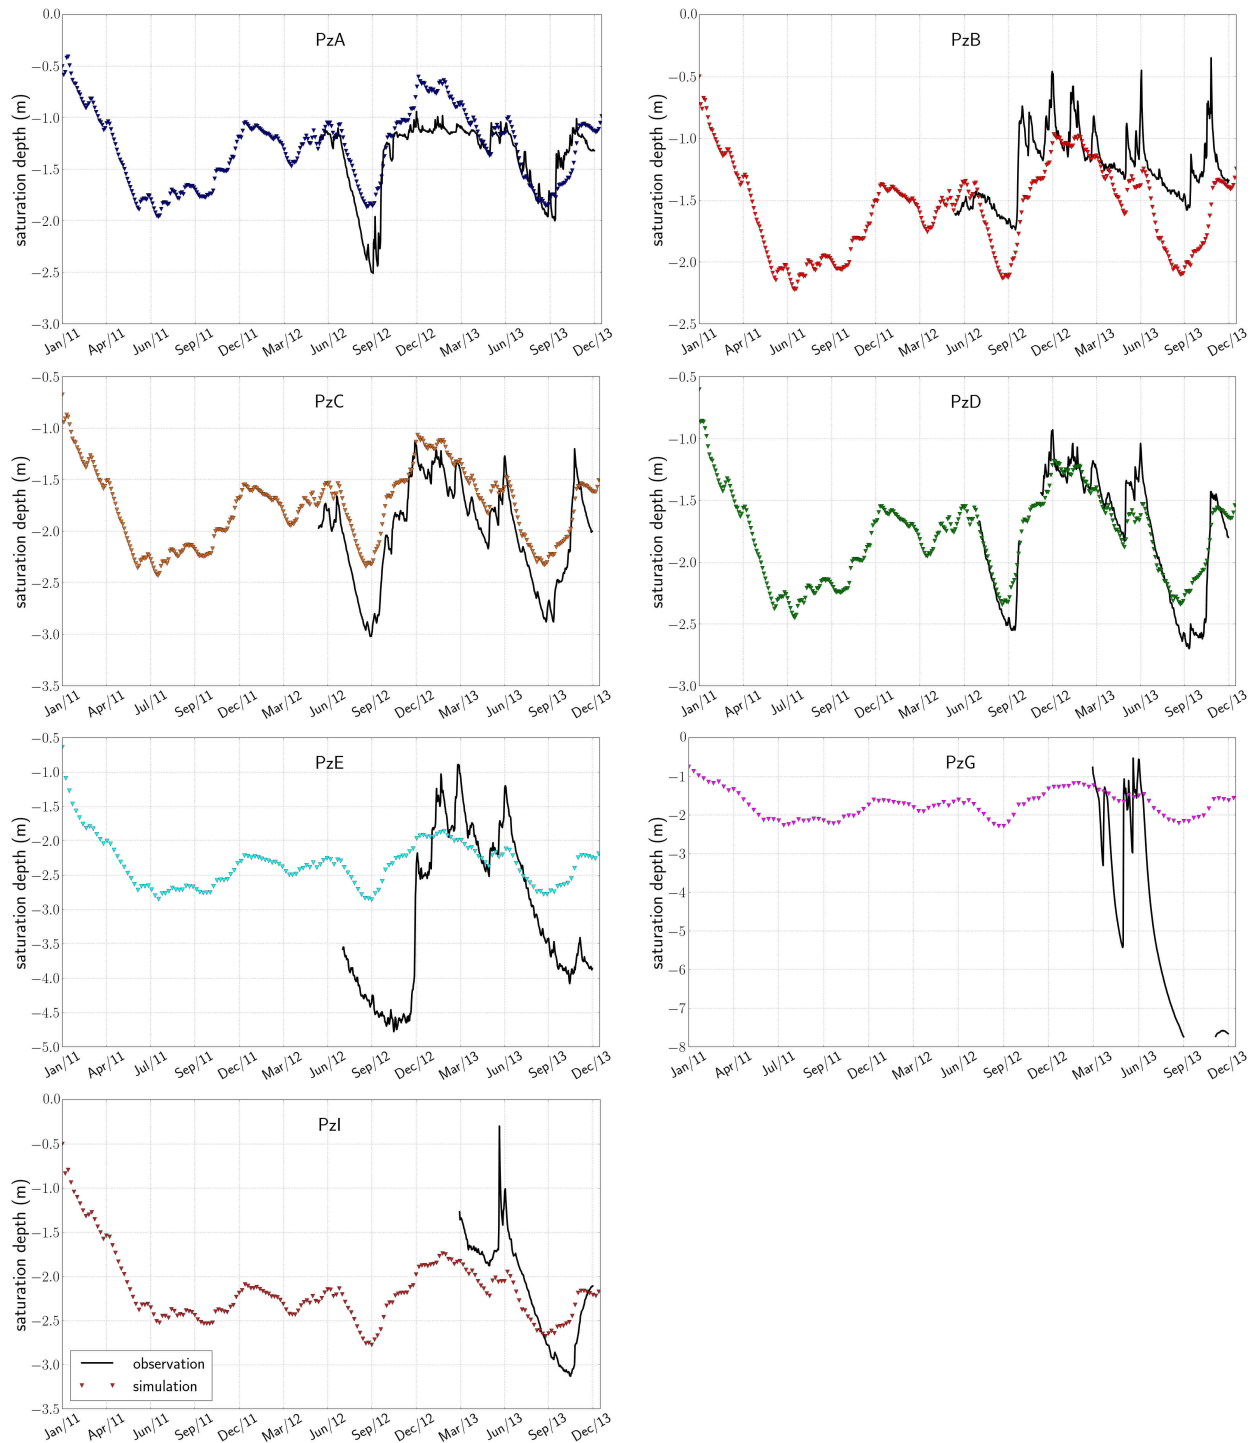 PzA
saturation depth (m)
0.0
−0.5
−1.0
−1.5
−2.0
−2.5
−3.0
Jan/11 Apr/11 Jun/11 Sep/11 Dec/11 Mar/12 Jun/12 Sep/12 Dec/12 Mar/13 Jun/13 Sep/13 Dec/13
PzB
saturation depth (m)
0.0
−0.5
−1.0
−1.5
−2.0
−2.5
Jan/11 Apr/11 Jun/11 Sep/11 Dec/11 Mar/12 Jun/12 Sep/12 Dec/12 Mar/13 Jun/13 Sep/13 Dec/13
PzC
saturation depth (m)
−0.5
−1.0
−1.5
−2.0
−2.5
−3.0
−3.5
Jan/11 Apr/11 Jul/11 Sep/11 Dec/11 Mar/12 Jun/12 Sep/12 Dec/12 Mar/13 Jun/13 Sep/13 Dec/13
PzD
saturation depth (m)
−0.5
−1.0
−1.5
−2.0
−2.5
−3.0
Jan/11 Apr/11 Jul/11 Sep/11 Dec/11 Mar/12 Jun/12 Sep/12 Dec/12 Mar/13 Jun/13 Sep/13 Dec/13
PzE
saturation depth (m)
−0.5
−1.0
−1.5
−2.0
−2.5
−3.0
−3.5
−4.0
−4.5
−5.0
Jan/11 Apr/11 Jun/11 Sep/11 Dec/11 Mar/12 Jun/12 Sep/12 Dec/12 Mar/13 Jun/13 Sep/13 Dec/13
PzG
saturation depth (m)
0
−1
−2
−3
−4
−5
−6
−7
−8
Jan/11 Apr/11 Jul/11 Sep/11 Dec/11 Mar/12 Jun/12 Sep/12 Dec/12 Mar/13 Jun/13 Sep/13 Dec/13
PzI
saturation depth (m)
0.0
−0.5
−1.0
−1.5
−2.0
−2.5
−3.0
−3.5
observation
simulation
Jan/11 Apr/11 Jun/11 Sep/11 Dec/11 Mar/12 Jun/12 Sep/12 Dec/12 Mar/13 Jun/13 Sep/13 Dec/13